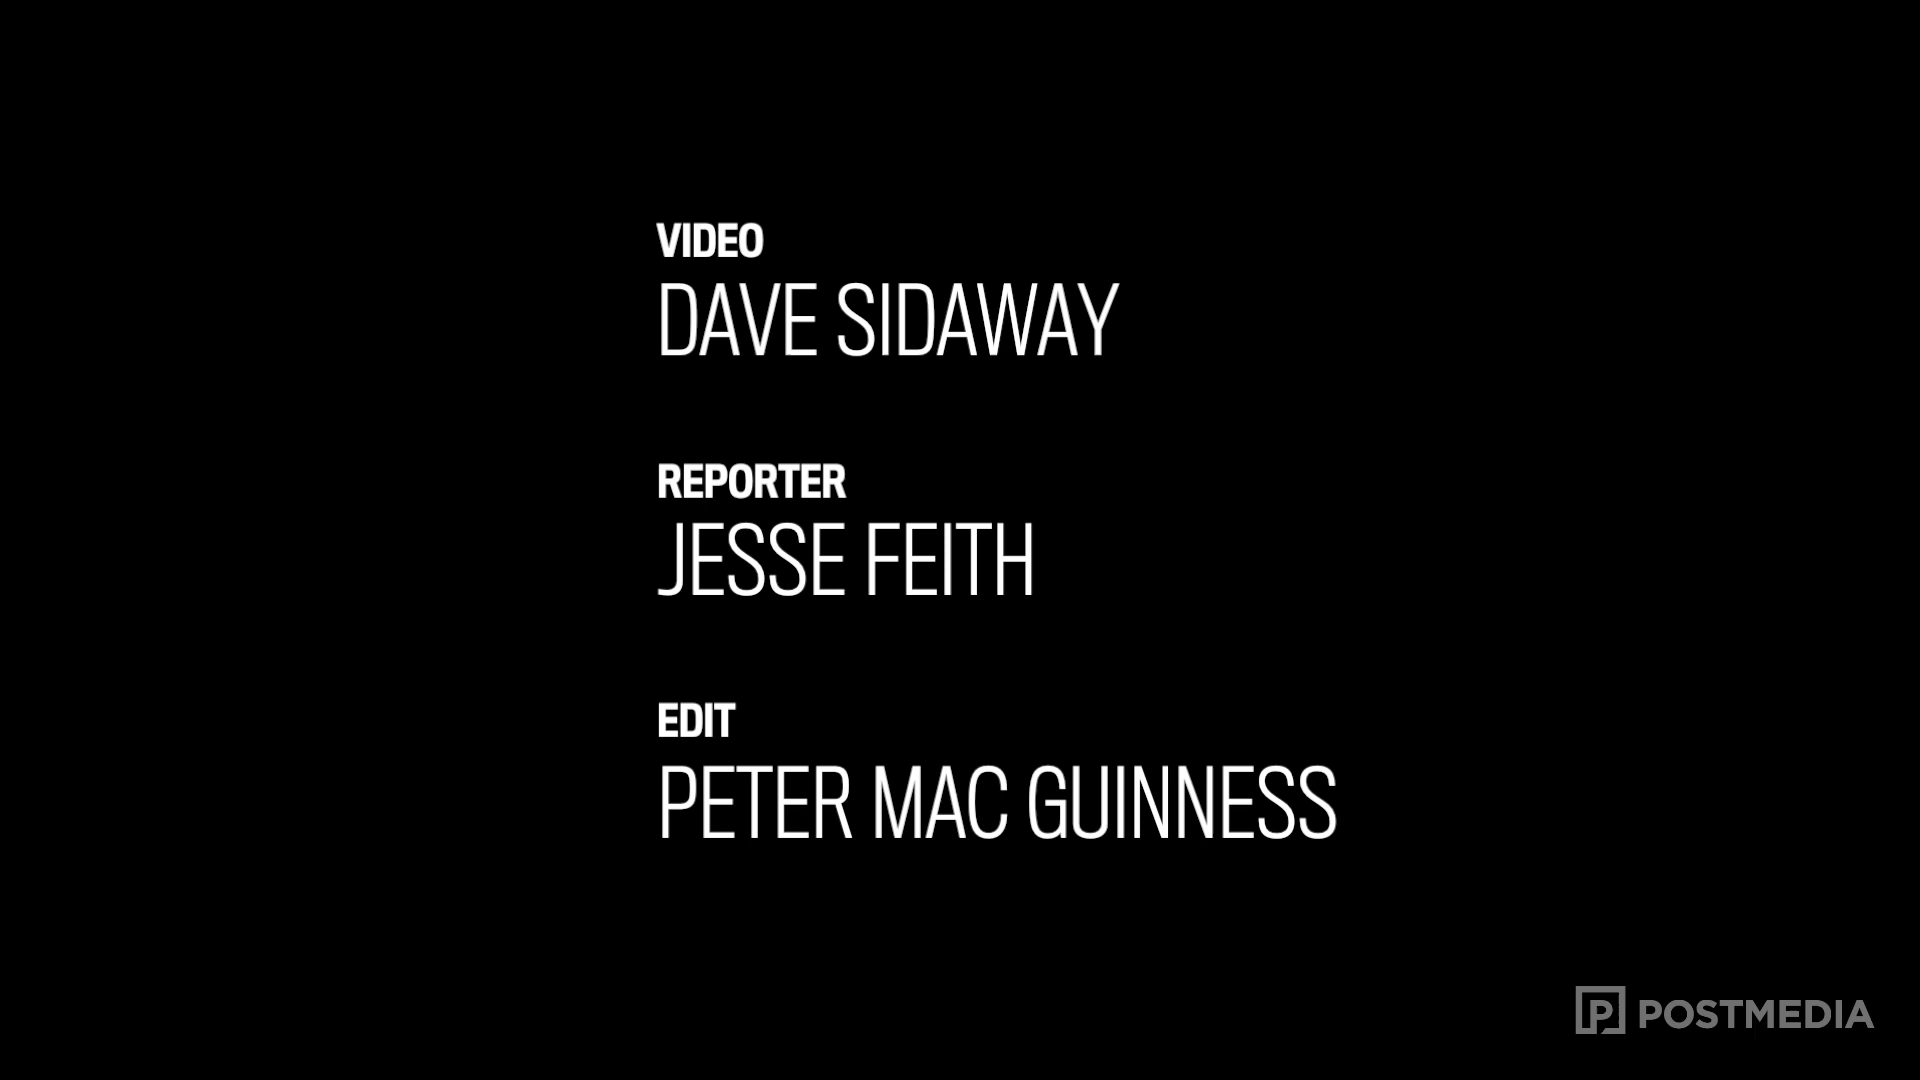 VIDEO
DAVE SIDAWAY
REPORTER
JESSE FEITH
EDIT
PETER MAC GUINNESS
POSTMEDIA